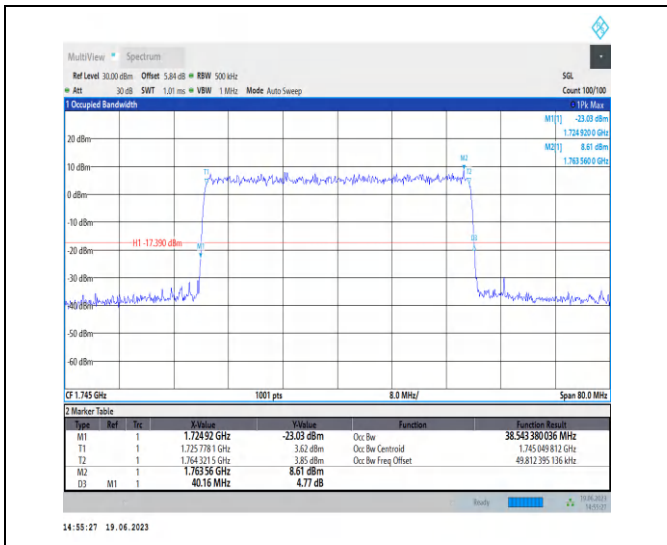 MultiView Spectrum
Ref Level 30.00 dBm Offset 5.84 dB RBW 500 kHz SGL
Att 30 dB SWT 1.01 ms VBW 1 MHz Mode Auto Sweep Count 100/100
1 Occupied Bandwidth 1Pk Max
M1[1] -23.03 dBm
1.724 920 0 GHz
M2[1] 8.61 dBm
1.763 560 0 GHz
20 dBm
M2
10 dBm
T1 T2
0 dBm
-10 dBm
H1 -17.390 dBm
M1 D3
-20 dBm
-30 dBm
-40 dBm
-50 dBm
-60 dBm
CF 1.745 GHz 1001 pts 8.0 MHz/ Span 80.0 MHz
2 Marker Table
Type Ref Trc X-Value Y-Value Function Function Result
M1 1 1.724 92 GHz -23.03 dBm Occ Bw 38.543 380 036 MHz
T1 1 1.725 778 1 GHz 3.62 dBm Occ Bw Centroid 1.745 049 812 GHz
T2 1 1.764 321 5 GHz 3.85 dBm Occ Bw Freq Offset 49.812 395 136 kHz
M2 1 1.763 56 GHz 8.61 dBm
D3 M1 1 40.16 MHz 4.77 dB
Ready 19.06.2023
14:55:27
14:55:27 19.06.2023